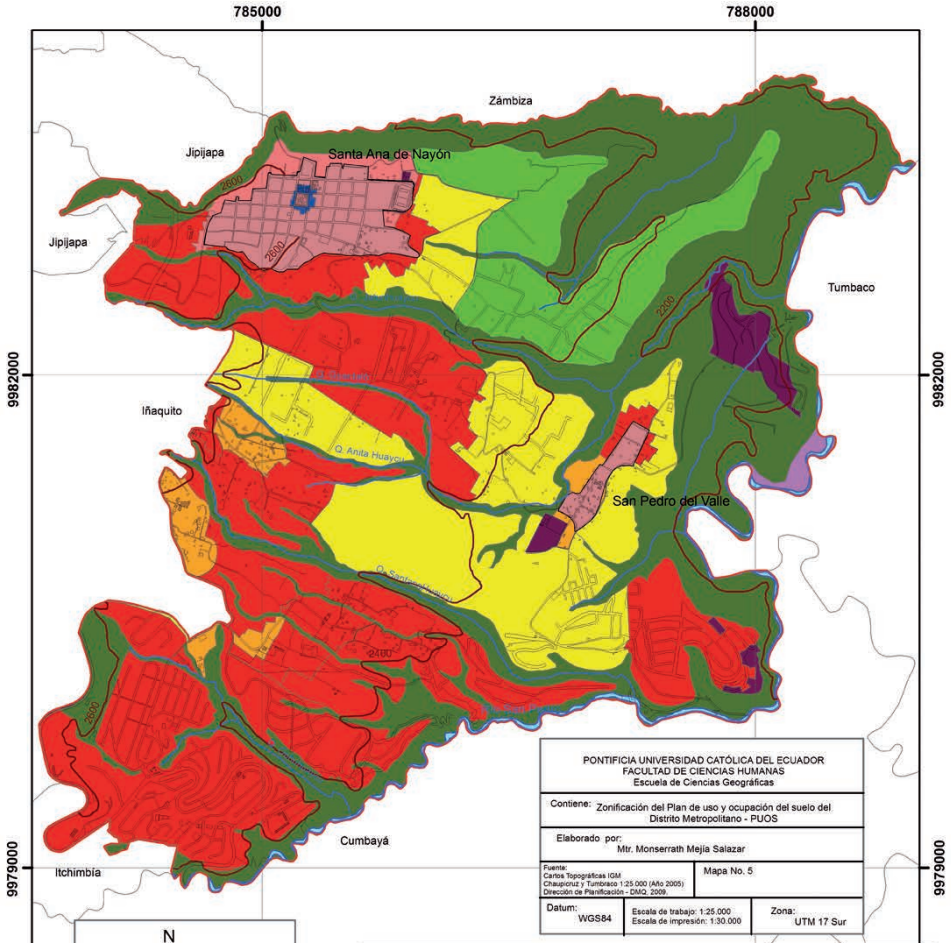 785000
788000
Zámbiza
Jipijapa
Santa Ana de Nayón
2600
Jipijapa
2600
Tumbaco
2200
9982000
9982000
Iñaquito
Q. Anita Huaycu
San Pedro del Valle
2400
2600
PONTIFICIA UNIVERSIDAD CATÓLICA DEL ECUADOR
FACULTAD DE CIENCIAS HUMANAS
Escuela de Ciencias Geográficas
Contiene: Zonificación del Plan de uso y ocupación del suelo del
Distrito Metropolitano - PUOS
Cumbayá
Elaborado por:
Mtr. Monserrath Mejía Salazar
Itchimbía
9979000
9979000
Fuente:
Cartas Topográficas IGM
Chaupicruz y Tumbraco 1:25.000 (Año 2005)
Dirección de Planificación - DMQ, 2009.
Mapa No. 5
Datum:
WGS84
Escala de trabajo: 1:25.000
Escala de impresión: 1:30.000
Zona:
UTM 17 Sur
N